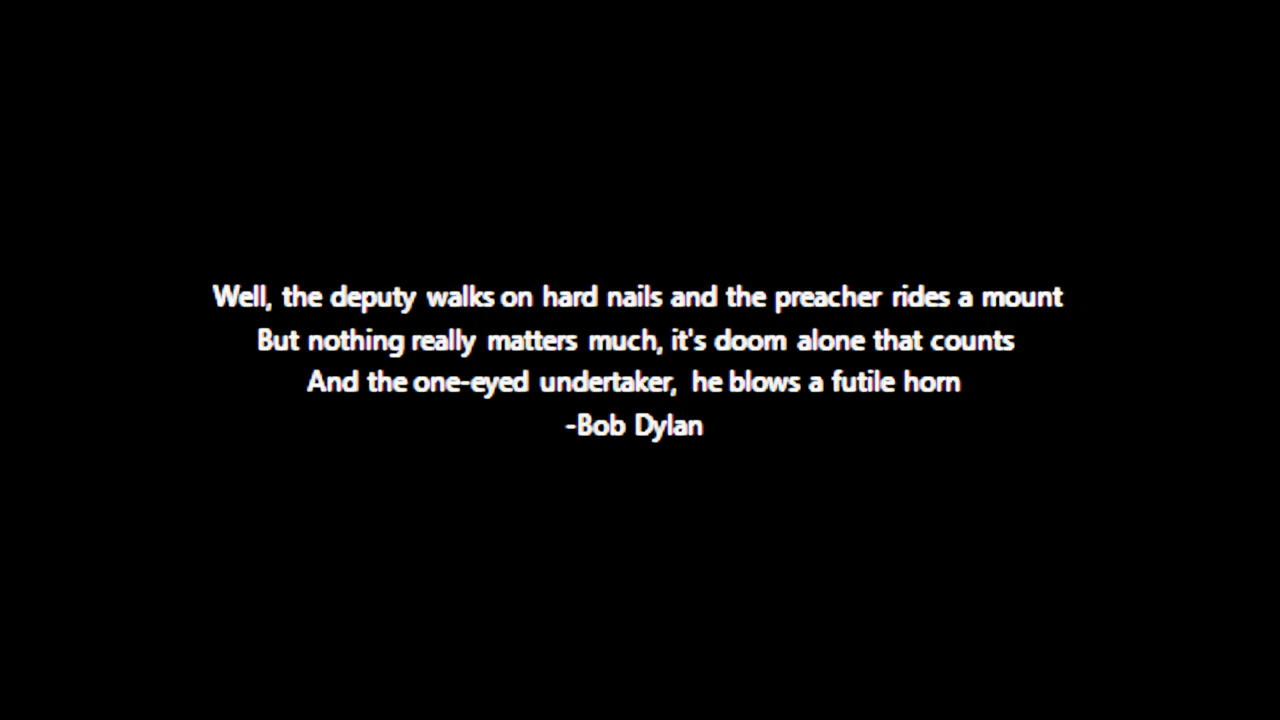 Well, the deputy walks on hard nails and the preacher rides a mount
But nothing really matters much, it's doom alone that counts
And the one-eyed undertaker, he blows a futile horn
-Bob Dylan